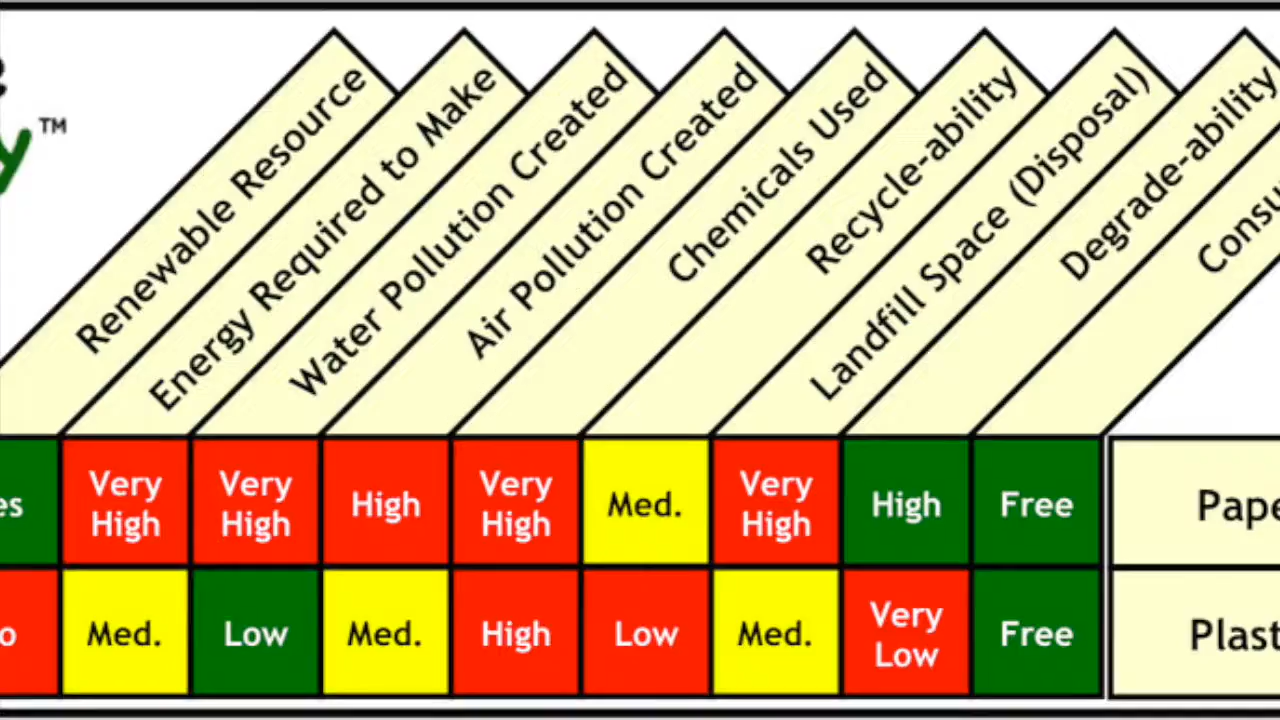 ™
Renewable Resource
Energy Required to Make
Water Pollution Created
Air Pollution Created
Chemicals Used
Recycle-ability
Landfill Space (Disposal)
Degrade-ability
es
Very
High
Very
High
High
Very
High
Med.
Very
High
High
Free
o
Med.
Low
Med.
High
Low
Med.
Very
Low
Free